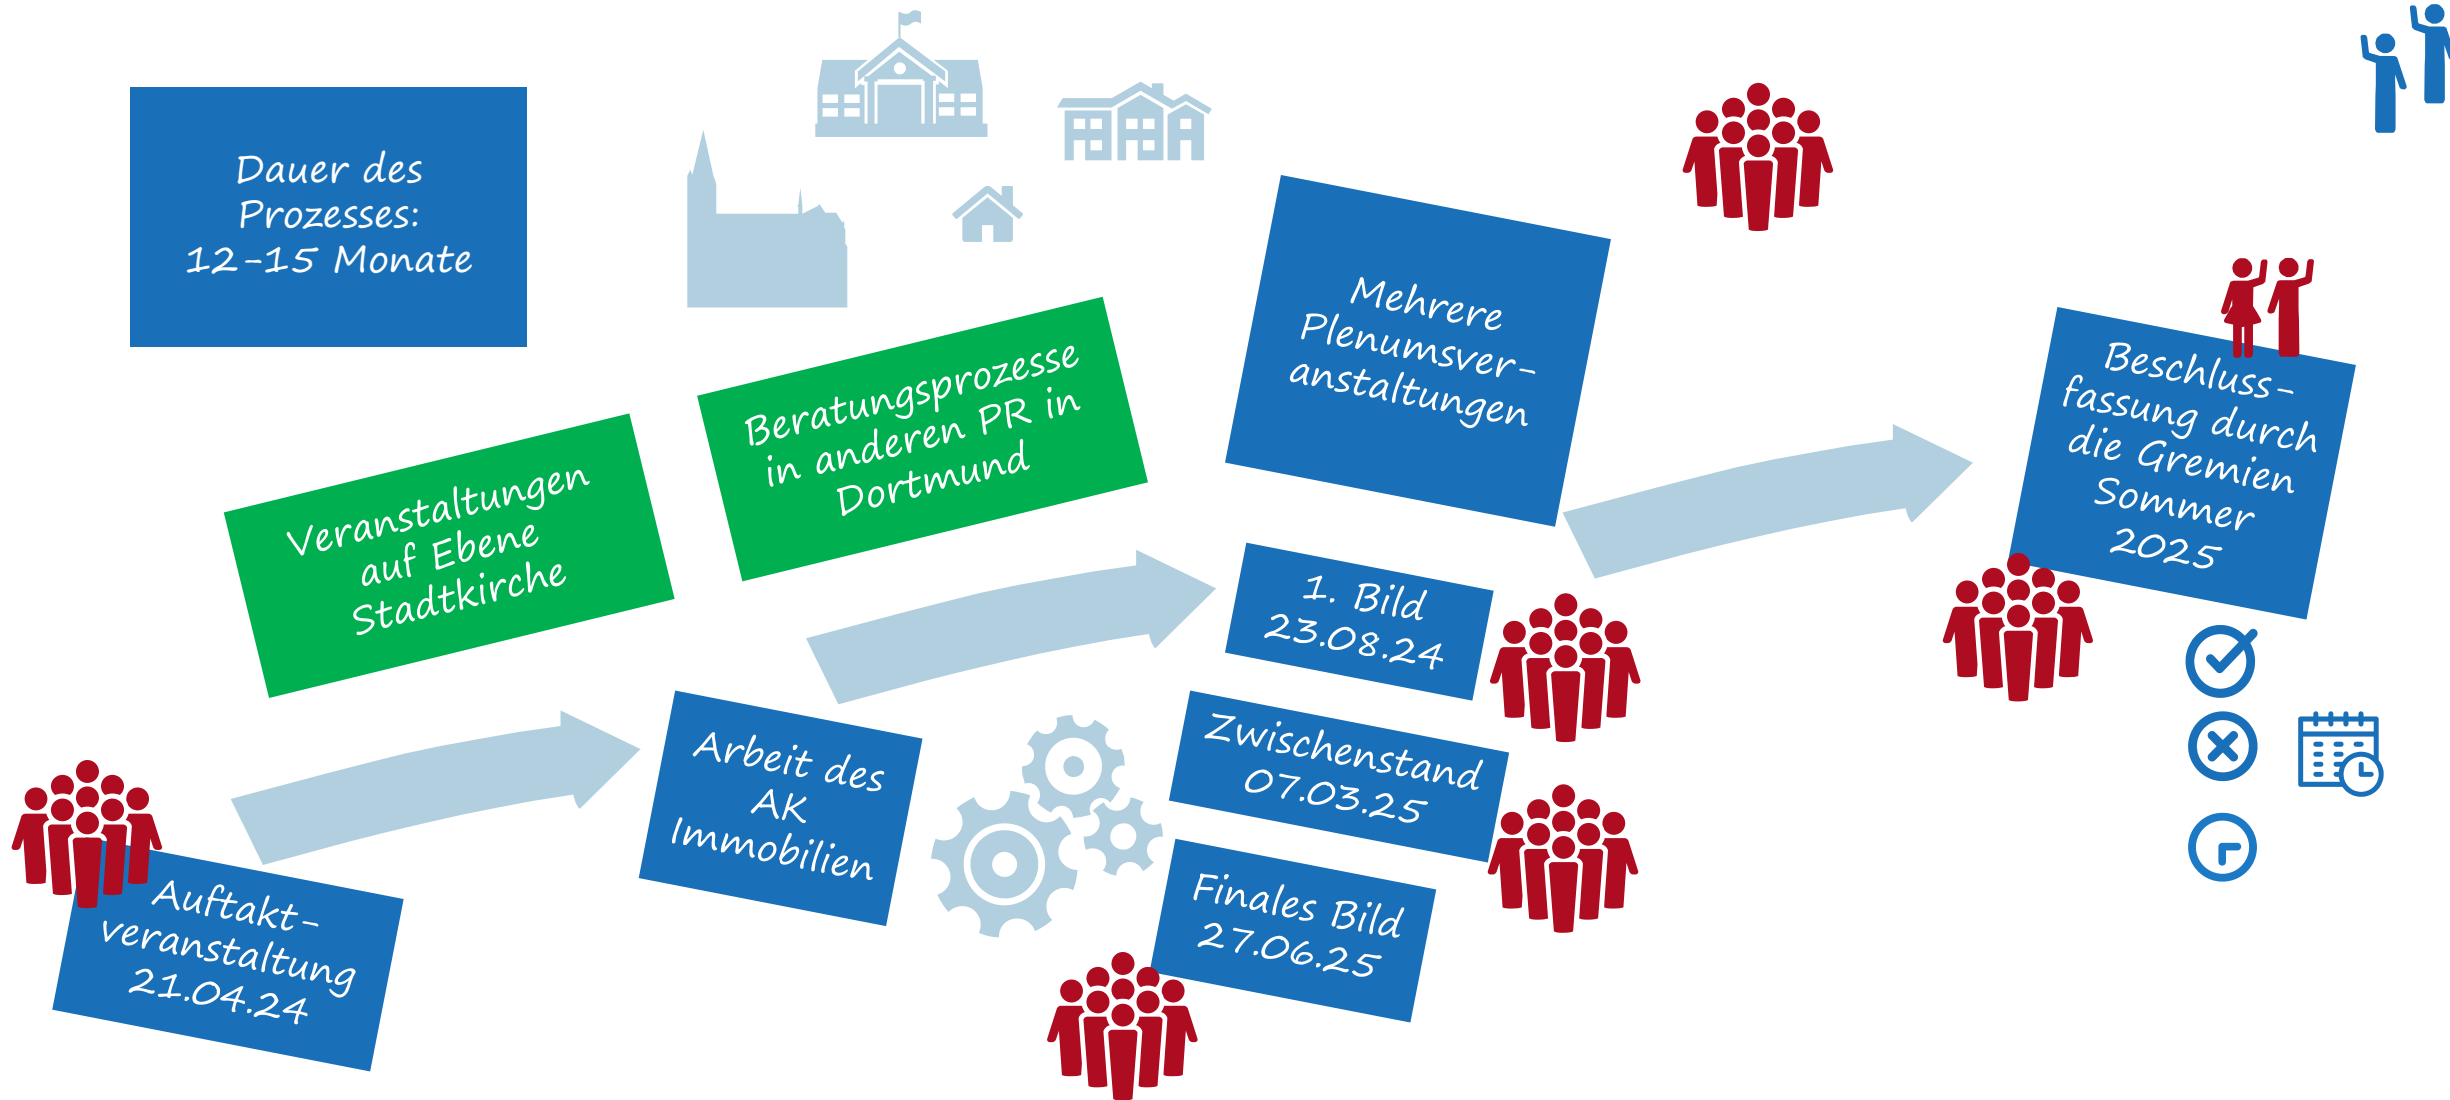 Dauer des
Prozesses:
12-15 Monate
Veranstaltungen
auf Ebene
Stadtkirche
Beratungsprozesse
in anderen PR in
Dortmund
Mehrere
Plenumsver-
anstaltungen
Beschluss-
fassung durch
die Gremien
Sommer
2025
Auftakt-
veranstaltung
21.04.24
Arbeit des
AK
Immobilien
1. Bild
23.08.24
Zwischenstand
07.03.25
Finales Bild
27.06.25